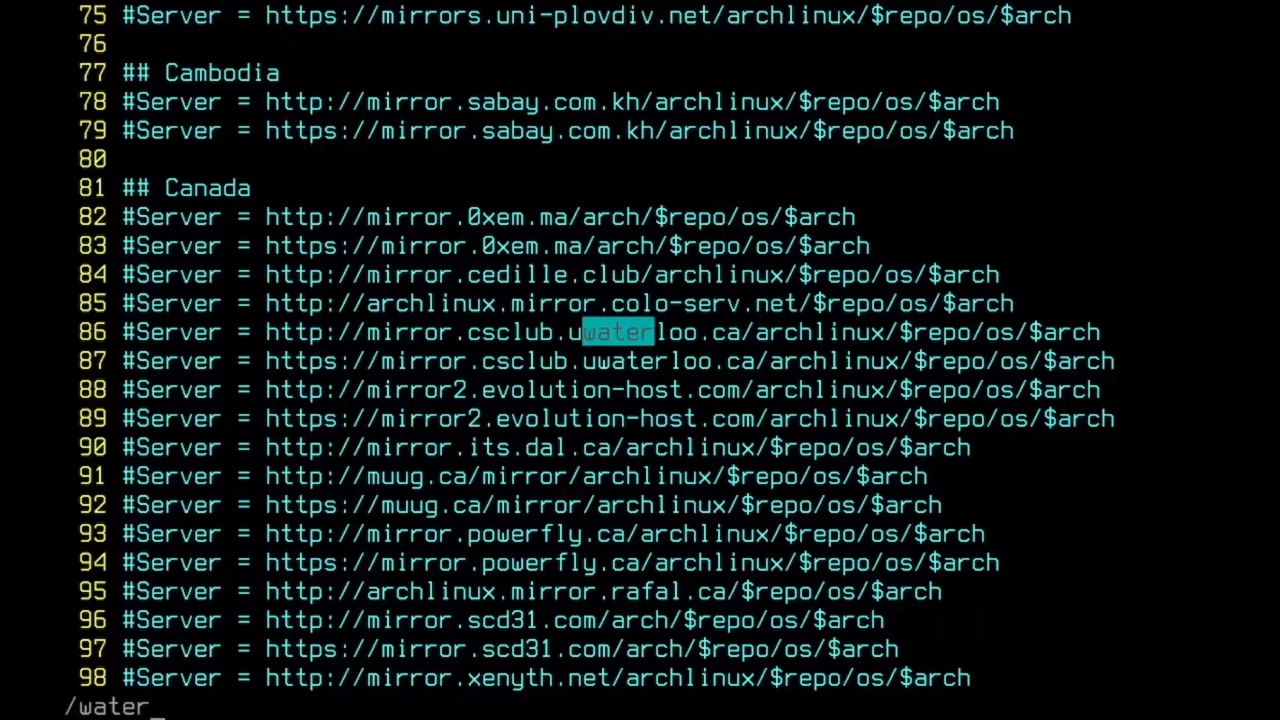 75 #Server = https://mirrors.uni-plovdiv.net/archlinux/$repo/os/$arch
76
77 ## Cambodia
78 #Server = http://mirror.sabay.com.kh/archlinux/$repo/os/$arch
79 #Server = https://mirror.sabay.com.kh/archlinux/$repo/os/$arch
80
81 ## Canada
82 #Server = http://mirror.0xem.ma/arch/$repo/os/$arch
83 #Server = https://mirror.0xem.ma/arch/$repo/os/$arch
84 #Server = http://mirror.cedille.club/archlinux/$repo/os/$arch
85 #Server = http://archlinux.mirror.colo-serv.net/$repo/os/$arch
86 #Server = http://mirror.csclub.uwaterloo.ca/archlinux/$repo/os/$arch
87 #Server = https://mirror.csclub.uwaterloo.ca/archlinux/$repo/os/$arch
88 #Server = http://mirror2.evolution-host.com/archlinux/$repo/os/$arch
89 #Server = https://mirror2.evolution-host.com/archlinux/$repo/os/$arch
90 #Server = http://mirror.its.dal.ca/archlinux/$repo/os/$arch
91 #Server = http://muug.ca/mirror/archlinux/$repo/os/$arch
92 #Server = https://muug.ca/mirror/archlinux/$repo/os/$arch
93 #Server = http://mirror.powerfly.ca/archlinux/$repo/os/$arch
94 #Server = https://mirror.powerfly.ca/archlinux/$repo/os/$arch
95 #Server = http://archlinux.mirror.rafal.ca/$repo/os/$arch
96 #Server = http://mirror.scd31.com/arch/$repo/os/$arch
97 #Server = https://mirror.scd31.com/arch/$repo/os/$arch
98 #Server = http://mirror.xenyth.net/archlinux/$repo/os/$arch
/water_